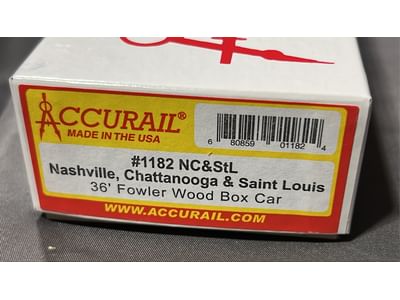 ACCURAIL®
MADE IN THE USA
6 80859 01182 4
#1182 NC&StL
Nashville, Chattanooga & Saint Louis
36' Fowler Wood Box Car
WWW.ACCURAIL.COM